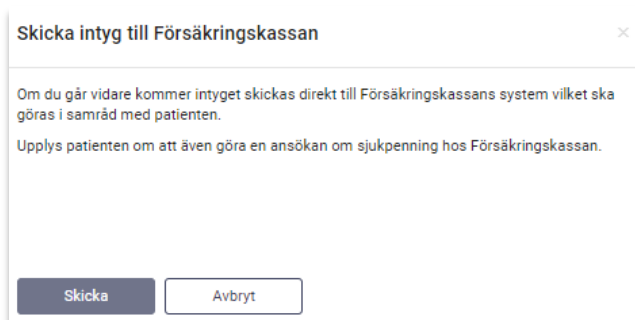 Skicka intyg till Försäkringskassan
Om du går vidare kommer intyget skickas direkt till Försäkringskassans system vilket ska
göras i samråd med patienten.
Upplys patienten om att även göra en ansökan om sjukpenning hos Försäkringskassan.
Skicka Avbryt